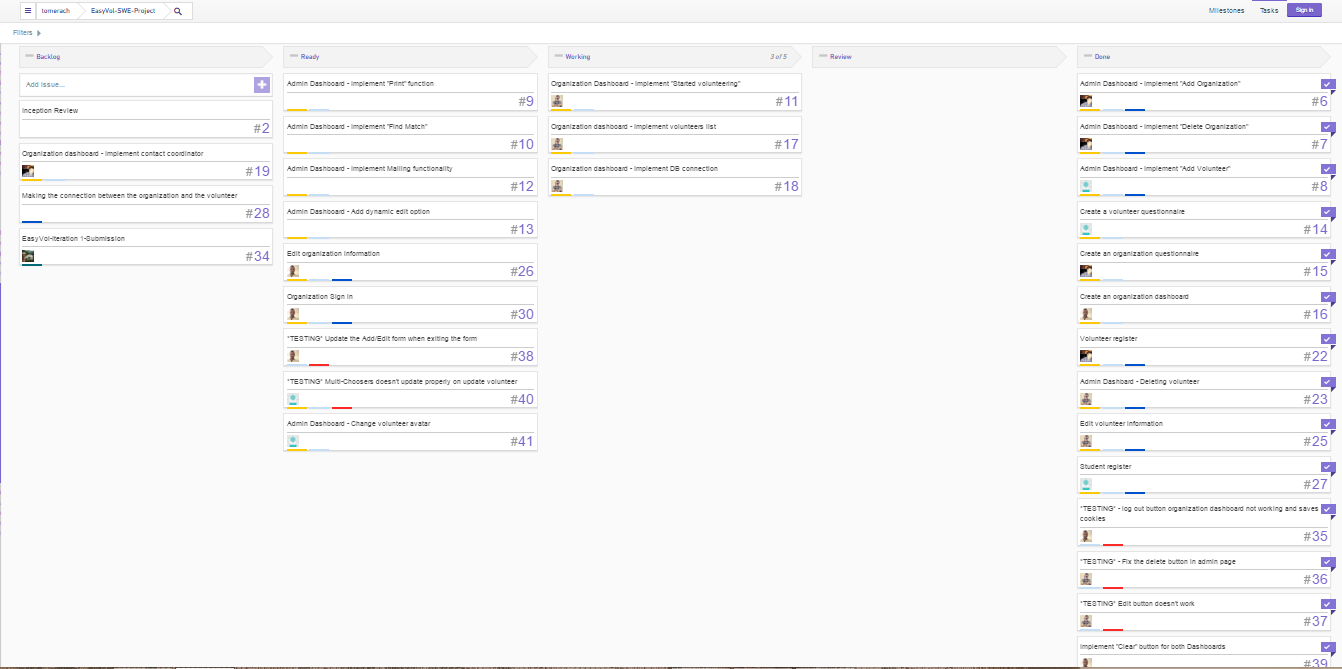 tomerach EasyVol-SWE-Project
Milestones Tasks Sign in
Filters
Backlog
Add Issue...
Inception Review
#2
Organization dashboard - Implement contact coordinator
#19
Making the connection between the organization and the volunteer
#28
EasyVol-Iteration 1-Submission
#34
Ready
Admin Dashboard - Implement "Print" function
#9
Admin Dashboard - Implement "Find Match"
#10
Admin Dashboard - Implement Mailing functionality
#12
Admin Dashboard - Add dynamic edit option
#13
Edit organization information
#26
Organization Sign In
#30
*TESTING* Update the Add/Edit form when exiting the form
#38
*TESTING* Multi-Choosers doesn't update properly on update volunteer
#40
Admin Dashboard - Change volunteer avatar
#41
Working 3 of 5
Organization Dashboard - Implement "Started volunteering"
#11
Organization dashboard - Implement volunteers list
#17
Organization dashboard - Implement DB connection
#18
Review
Done
Admin Dashboard - Implement "Add Organization"
#6
Admin Dashboard - Implement "Delete Organization"
#7
Admin Dashboard - Implement "Add Volunteer"
#8
Create a volunteer questionnaire
#14
Create an organization questionnaire
#15
Create an organization dashboard
#16
Volunteer register
#22
Admin Dashbard - Deleting volunteer
#23
Edit volunteer information
#25
Student register
#27
*TESTING* - log out button organization dashboard not working and saves
cookies
#35
*TESTING* - Fix the delete button in admin page
#36
*TESTING* Edit button doesn't work
#37
Implement "Clear" button for both Dashboards
#39